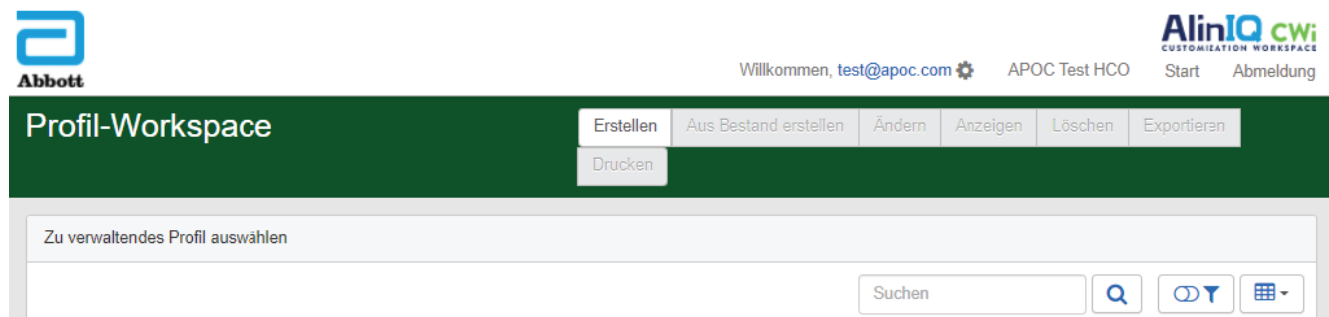 Abbott
AlinIQ CWi
CUSTOMIZATION WORKSPACE
Willkommen, test@apoc.com APOC Test HCO Start Abmeldung
Profil-Workspace
Erstellen Aus Bestand erstellen Ändern Anzeigen Löschen Exportieren
Drucken
Zu verwaltendes Profil auswählen
Suchen